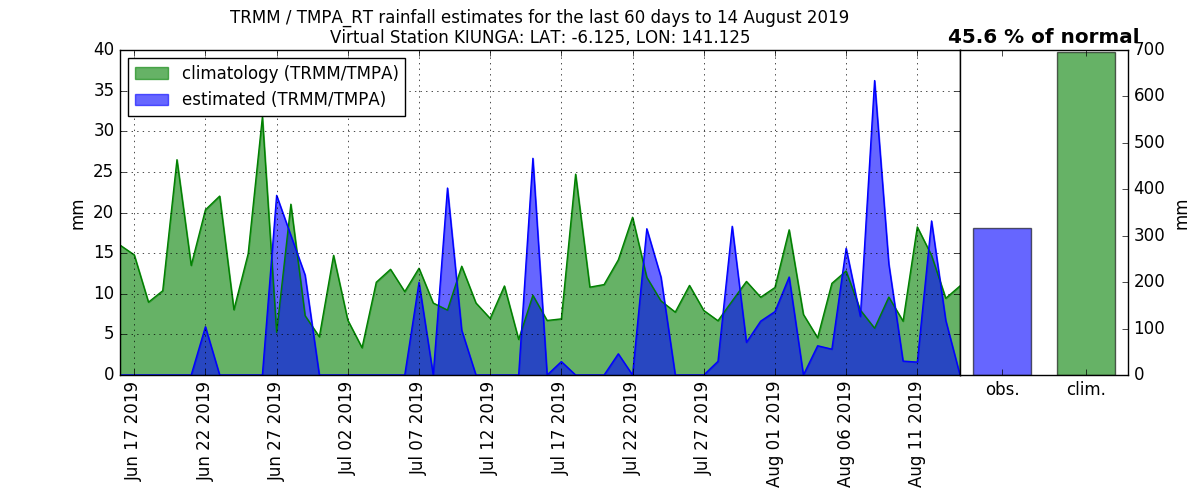 TRMM / TMPA_RT rainfall estimates for the last 60 days to 14 August 2019
Virtual Station KIUNGA: LAT: -6.125, LON: 141.125
45.6 % of normal
climatology (TRMM/TMPA)
estimated (TRMM/TMPA)
40
35
30
25
20
15
10
5
0
mm
Jun 17 2019
Jun 22 2019
Jun 27 2019
Jul 02 2019
Jul 07 2019
Jul 12 2019
Jul 17 2019
Jul 22 2019
Jul 27 2019
Aug 01 2019
Aug 06 2019
Aug 11 2019
obs.
clim.
700
600
500
400
300
200
100
0
mm